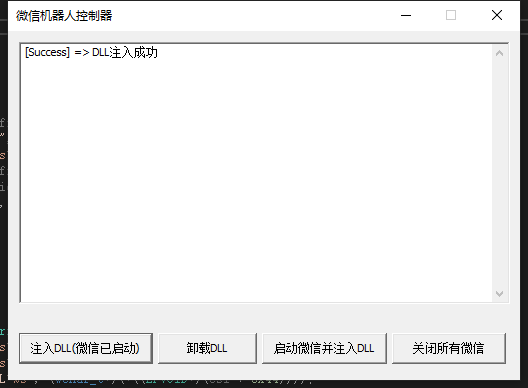 微信机器人控制器
[Success] => DLL注入成功
注入DLL(微信已启动)
卸载DLL
启动微信并注入DLL
关闭所有微信